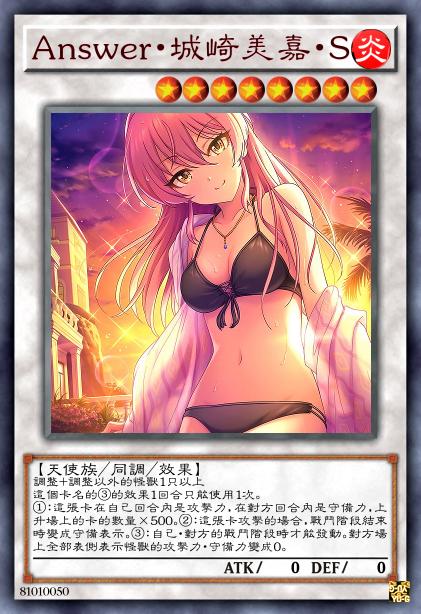 Answer・城崎美嘉・S
炎
【天使族/同調/效果】
調整+調整以外的怪獸1只以上
這個卡名的③的效果1回合只能使用1次。
①:這張卡在自已回合內是攻擊力,在對方回合內是守備力,上
升場上的卡的數量×500。②:這張卡攻擊的場合,戰鬥階段結束
時變成守備表示。③:自己・對方的戰鬥階段時才能發動。對方場
上全部表側表示怪獸的攻擊力・守備力變成0。
ATK/ 0 DEF/ 0
81010050